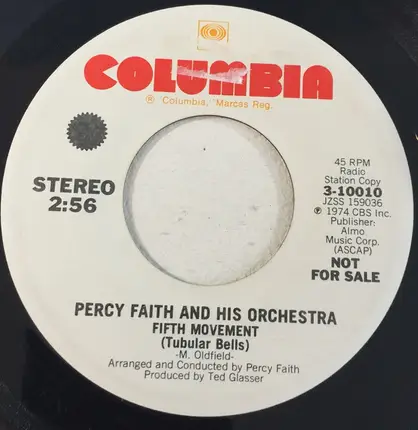 COLUMBIA
® Columbia, 'Marcas Reg.
STEREO
2:56
45 RPM
Radio
Station Copy
3-10010
JZSS 159036
℗ 1974 CBS Inc.
Publisher:
Almo
Music Corp.
(ASCAP)
NOT
FOR SALE
PERCY FAITH AND HIS ORCHESTRA
FIFTH MOVEMENT
(Tubular Bells)
-M. Oldfield-
Arranged and Conducted by Percy Faith
Produced by Ted Glasser